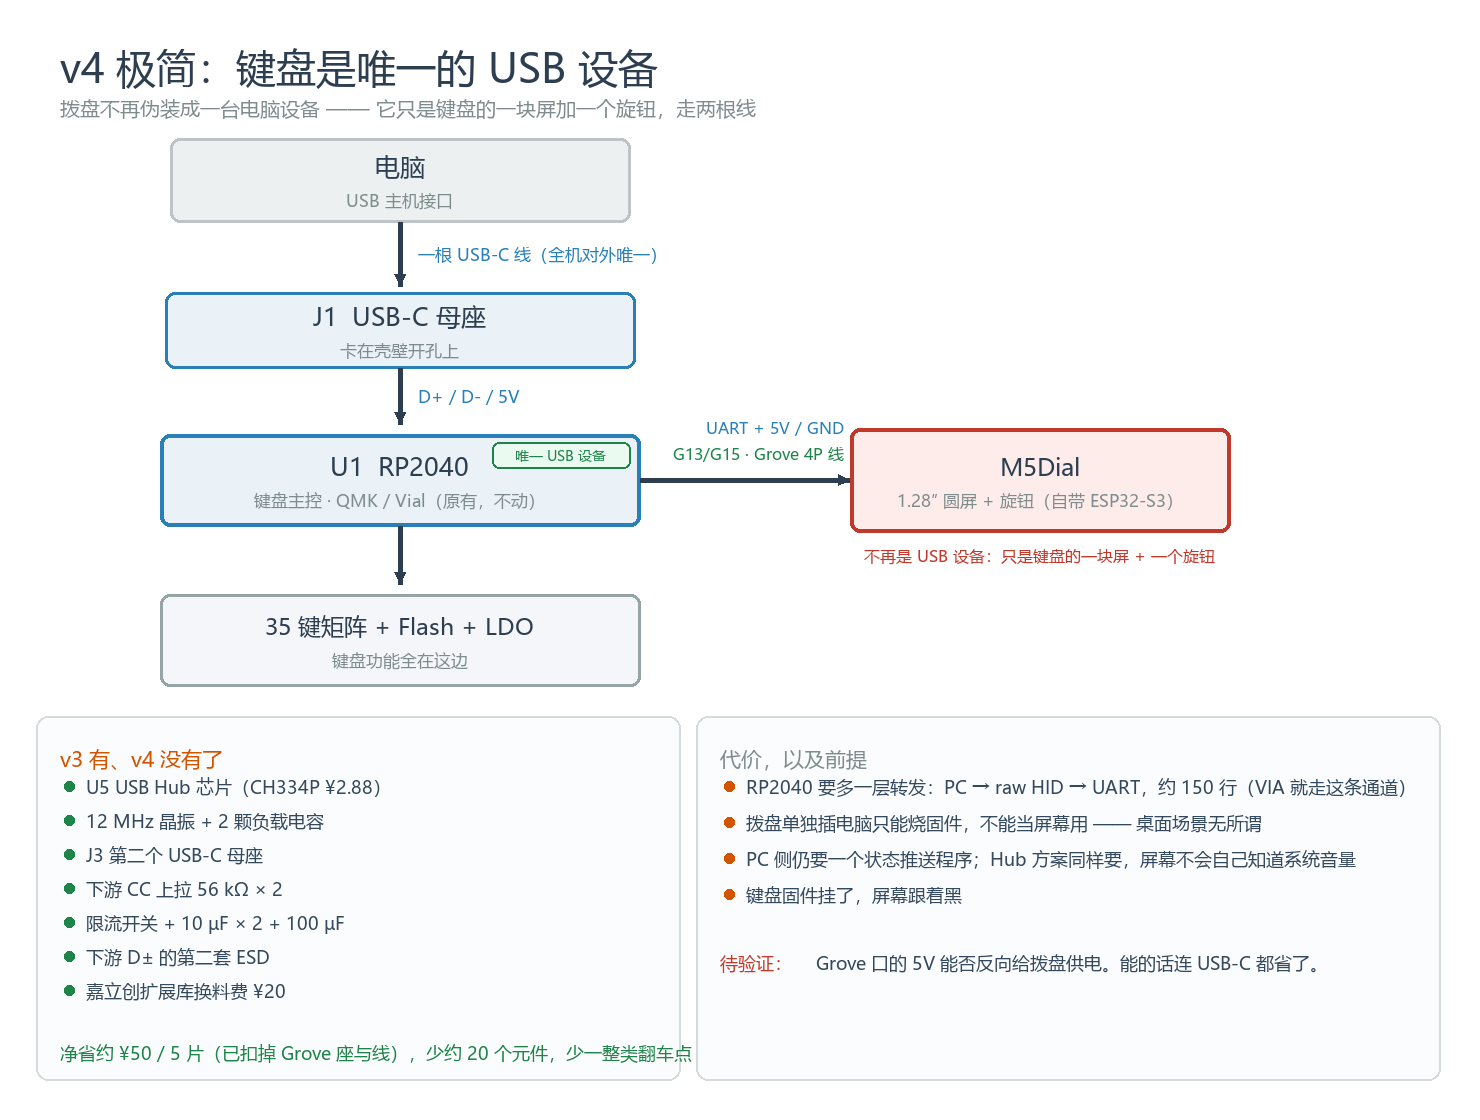 v4 极简：键盘是唯一的 USB 设备
拨盘不再伪装成一台电脑设备 —— 它只是键盘的一块屏加一个旋钮，走两根线
电脑
USB 主机接口
一根 USB-C 线（全机对外唯一）
J1 USB-C 母座
卡在壳壁开孔上
D+ / D- / 5V
U1 RP2040
唯一 USB 设备
键盘主控 · QMK / Vial（原有，不动）
UART + 5V / GND
G13/G15 · Grove 4P 线
M5Dial
1.28″ 圆屏 + 旋钮（自带 ESP32-S3）
不再是 USB 设备：只是键盘的一块屏 + 一个旋钮
35 键矩阵 + Flash + LDO
键盘功能全在这边
v3 有、v4 没有了
U5 USB Hub 芯片（CH334P ¥2.88）
12 MHz 晶振 + 2 颗负载电容
J3 第二个 USB-C 母座
下游 CC 上拉 56 kΩ × 2
限流开关 + 10 µF × 2 + 100 µF
下游 D± 的第二套 ESD
嘉立创扩展库换料费 ¥20
净省约 ¥50 / 5 片（已扣掉 Grove 座与线），少约 20 个元件，少一整类翻车点
代价，以及前提
RP2040 要多一层转发：PC → raw HID → UART，约 150 行（VIA 就走这条通道）
拨盘单独插电脑只能烧固件，不能当屏幕用 —— 桌面场景无所谓
PC 侧仍要一个状态推送程序；Hub 方案同样要，屏幕不会自己知道系统音量
键盘固件挂了，屏幕跟着黑
待验证： Grove 口的 5V 能否反向给拨盘供电。能的话连 USB-C 都省了。